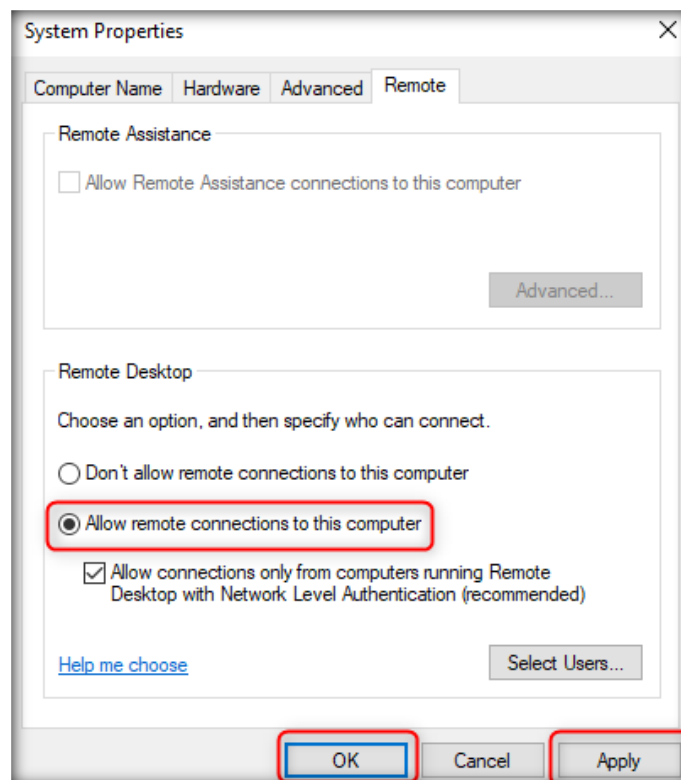 System Properties
Computer Name Hardware Advanced Remote
Remote Assistance
Allow Remote Assistance connections to this computer
Advanced...
Remote Desktop
Choose an option, and then specify who can connect.
Don't allow remote connections to this computer
Allow remote connections to this computer
Allow connections only from computers running Remote
Desktop with Network Level Authentication (recommended)
Help me choose
Select Users...
OK Cancel Apply